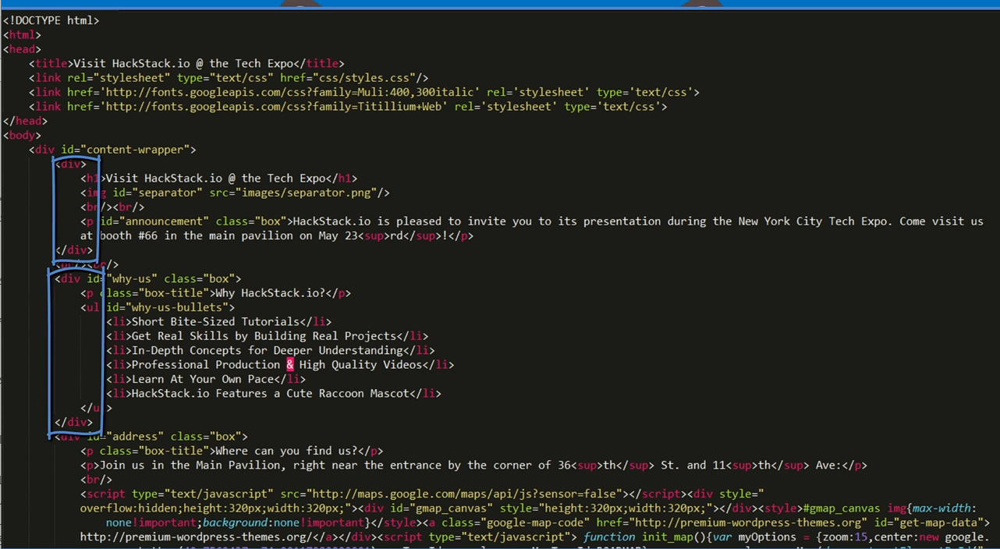 <!DOCTYPE html>
<html>
<head>
<title>Visit HackStack.io @ the Tech Expo</title>
<link rel="stylesheet" type="text/css" href="css/styles.css"/>
<link href='http://fonts.googleapis.com/css?family=Muli:400,300italic' rel='stylesheet' type='text/css'>
<link href='http://fonts.googleapis.com/css?family=Titillium+Web' rel='stylesheet' type='text/css'>
</head>
<body>
<div id="content-wrapper">
<div>
<h1>Visit HackStack.io @ the Tech Expo</h1>
<img id="separator" src="images/separator.png"/>
<br/><br/>
<p id="announcement" class="box">HackStack.io is pleased to invite you to its presentation during the New York City Tech Expo. Come visit us
at booth #66 in the main pavilion on May 23<sup>rd</sup>!</p>
</div>
<br/><br/>
<div id="why-us" class="box">
<p class="box-title">Why HackStack.io?</p>
<ul id="why-us-bullets">
<li>Short Bite-Sized Tutorials</li>
<li>Get Real Skills by Building Real Projects</li>
<li>In-Depth Concepts for Deeper Understanding</li>
<li>Professional Production & High Quality Videos</li>
<li>Learn At Your Own Pace</li>
<li>HackStack.io Features a Cute Raccoon Mascot</li>
</ul>
</div>
<div id="address" class="box">
<p class="box-title">Where can you find us?</p>
<p>Join us in the Main Pavilion, right near the entrance by the corner of 36<sup>th</sup> St. and 11<sup>th</sup> Ave:</p>
<br/>
<script type="text/javascript" src="http://maps.google.com/maps/api/js?sensor=false"></script><div style="
overflow:hidden;height:320px;width:320px;"><div id="gmap_canvas" style="height:320px;width:320px;"></div><style>#gmap_canvas img{max-width:
none!important;background:none!important}</style><a class="google-map-code" href="http://premium-wordpress-themes.org" id="get-map-data">
http://premium-wordpress-themes.org/</a></div><script type="text/javascript"> function init_map(){var myOptions = {zoom:15,center:new google.